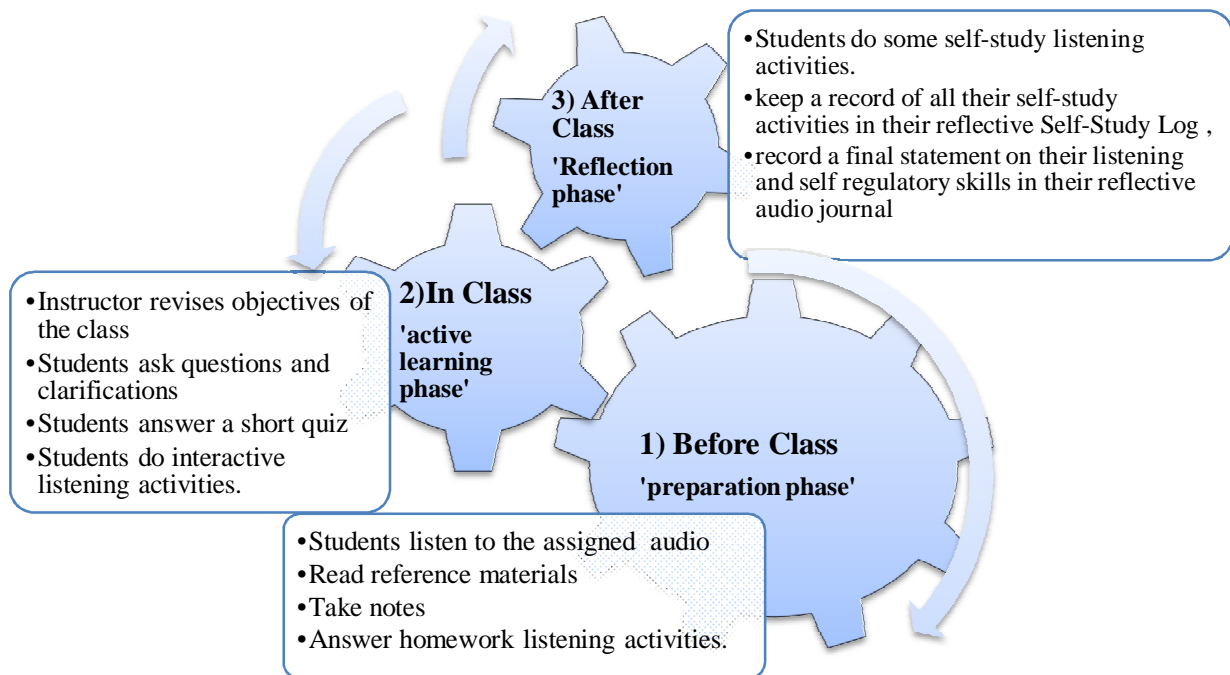 3) After
Class
'Reflection
phase'
•Students do some self-study listening
activities.
•keep a record of all their self-study
activities in their reflective Self-Study Log ,
•record a final statement on their listening
and self regulatory skills in their reflective
audio journal
2)In Class
'active
learning
phase'
•Instructor revises objectives of
the class
•Students ask questions and
clarifications
•Students answer a short quiz
•Students do interactive
listening activities.
1) Before Class
'preparation phase'
•Students listen to the assigned audio
•Read reference materials
•Take notes
•Answer homework listening activities.